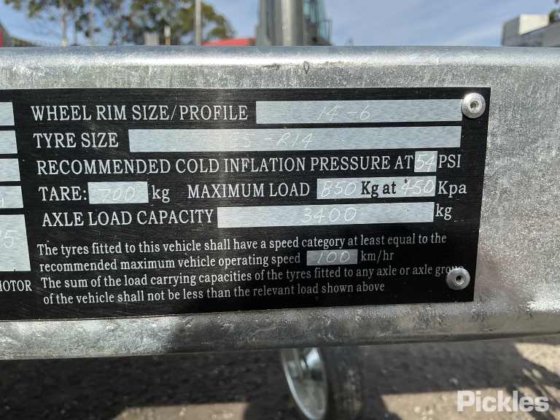 WHEEL RIM SIZE/PROFILE 14-6
TYRE SIZE R14
RECOMMENDED COLD INFLATION PRESSURE AT 54 PSI
TARE: 700 kg MAXIMUM LOAD 850 Kg at 450 Kpa
AXLE LOAD CAPACITY 3400 kg
The tyres fitted to this vehicle shall have a speed category at least equal to the
recommended maximum vehicle operating speed 100 km/hr
MOTOR The sum of the load carrying capacities of the tyres fitted to any axle or axle gro
of the vehicle shall not be less than the relevant load shown above
Pickles